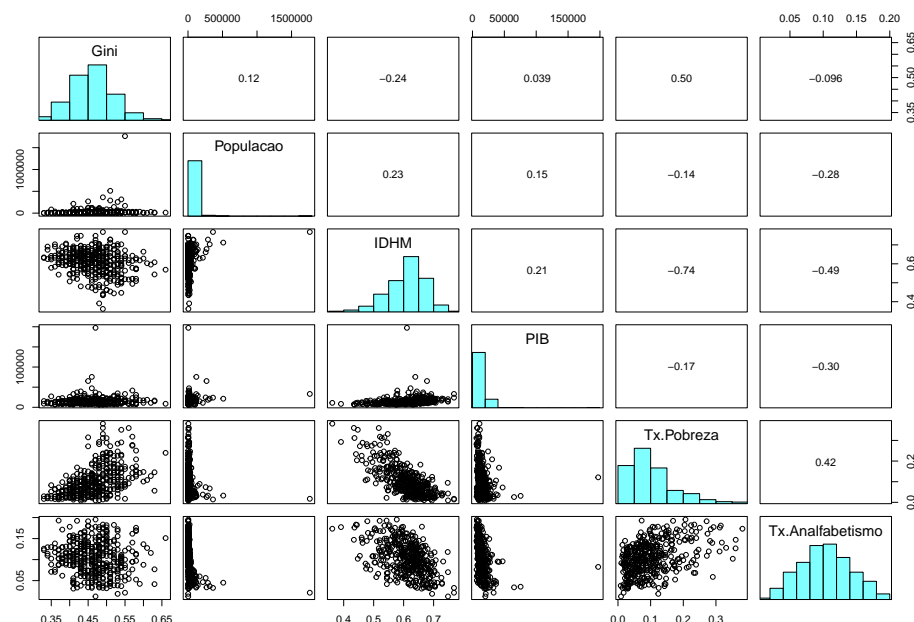 0 500000 1500000
0 50000 150000
0.05 0.10 0.15 0.20
Gini
0.12
−0.24
0.039
0.50
−0.096
0.35 0.50 0.65
Populacao
0 1000000
0.23
0.15
−0.14
−0.28
IDHM
0.21
−0.74
−0.49
0.4 0.6
PIB
0 100000
−0.17
−0.30
Tx.Pobreza
0.42
0.0 0.2
Tx.Analfabetismo
0.05 0.15
0.35 0.45 0.55 0.65
0.4 0.5 0.6 0.7
0.0 0.1 0.2 0.3